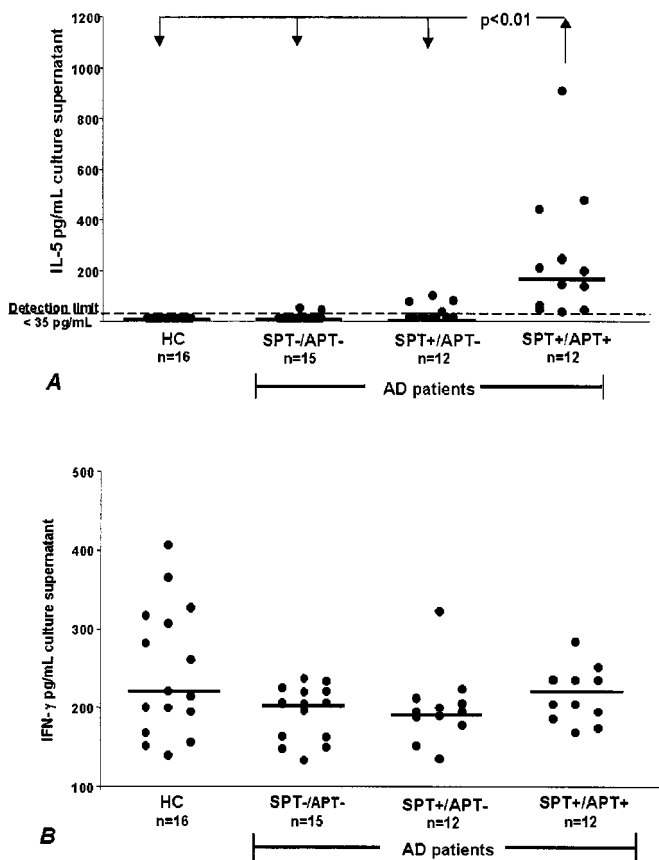 1200
p<0.01
1000
800
600
400
200
IL-5 pg/mL culture supernatant
Detection limit
< 35 pg/mL
HC
n=16
SPT-/APT-
n=15
SPT+/APT-
n=12
SPT+/APT+
n=12
A
AD patients
500
400
300
200
100
IFN-γ pg/mL culture supernatant
HC
n=16
SPT-/APT-
n=15
SPT+/APT-
n=12
SPT+/APT+
n=12
B
AD patients